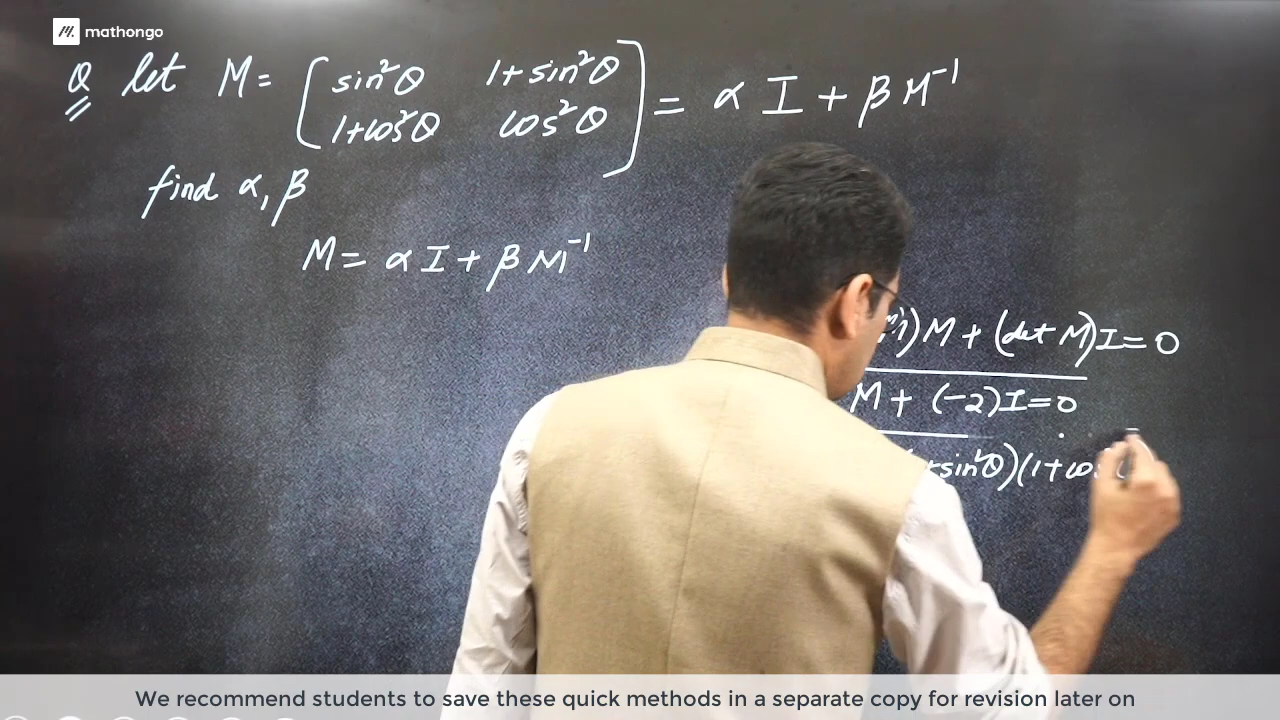 mathongo
Q let M = [ sin²θ 1+sin²θ
1+cos²θ cos²θ ] = α I + β M⁻¹
find α, β
M = α I + β M⁻¹
M + (det M) I = 0
M + (-2) I = 0
sin²θ)(1+cos
We recommend students to save these quick methods in a separate copy for revision later on